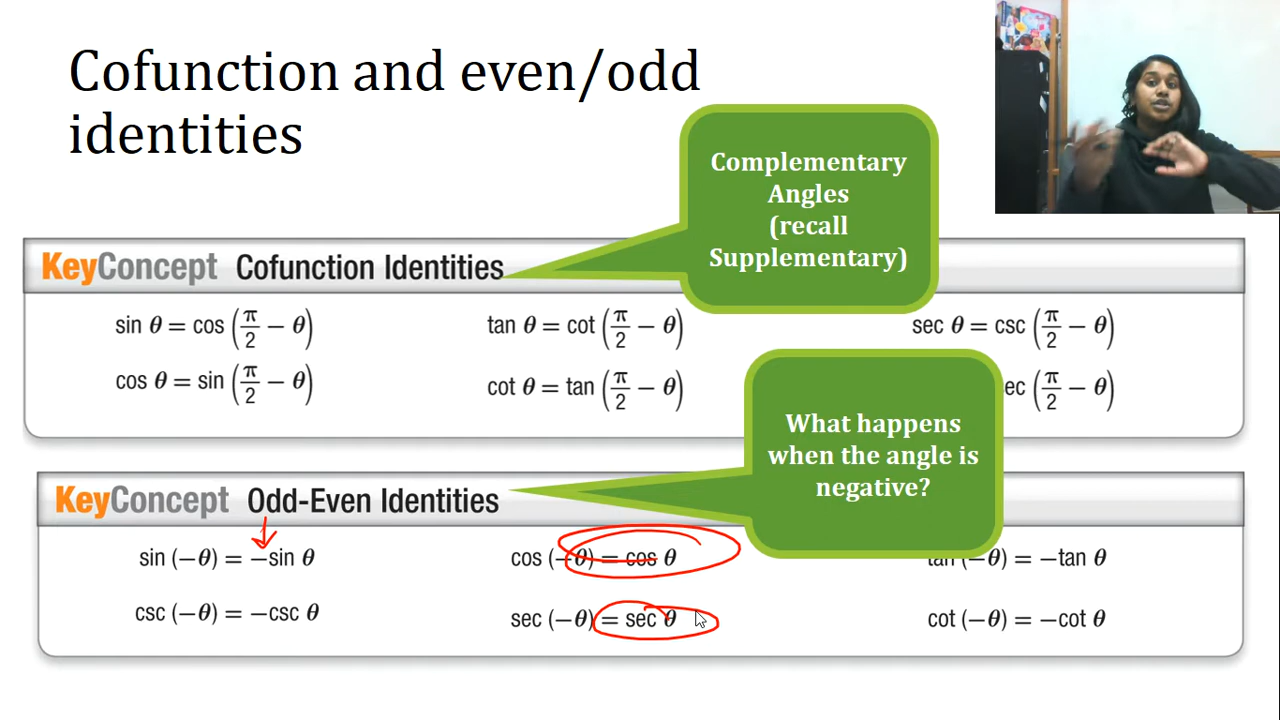 Cofunction and even/odd
identities
Complementary
Angles
(recall
Supplementary)
KeyConcept Cofunction Identities
sin θ = cos (π/2 − θ) tan θ = cot (π/2 − θ) sec θ = csc (π/2 − θ)
cos θ = sin (π/2 − θ) cot θ = tan (π/2 − θ) ec (π/2 − θ)
What happens
when the angle is
negative?
KeyConcept Odd-Even Identities
sin (−θ) = −sin θ cos (−θ) = cos θ tan (−θ) = −tan θ
csc (−θ) = −csc θ sec (−θ) = sec θ cot (−θ) = −cot θ